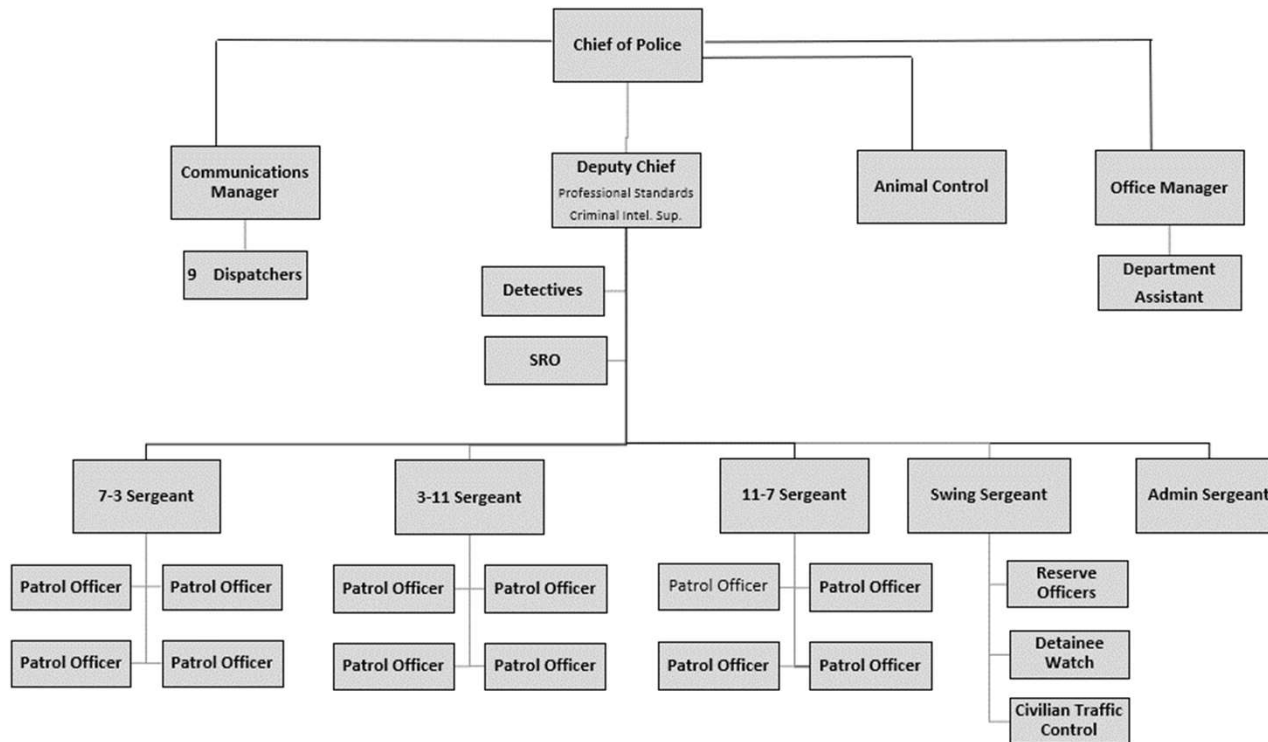 Chief of Police
Communications
Manager
Deputy Chief
Professional Standards
Criminal Intel. Sup.
Animal Control
Office Manager
9 Dispatchers
Department
Assistant
Detectives
SRO
7-3 Sergeant
3-11 Sergeant
11-7 Sergeant
Swing Sergeant
Admin Sergeant
Patrol Officer
Patrol Officer
Patrol Officer
Patrol Officer
Patrol Officer
Patrol Officer
Patrol Officer
Patrol Officer
Patrol Officer
Patrol Officer
Patrol Officer
Patrol Officer
Reserve
Officers
Detainee
Watch
Civilian Traffic
Control